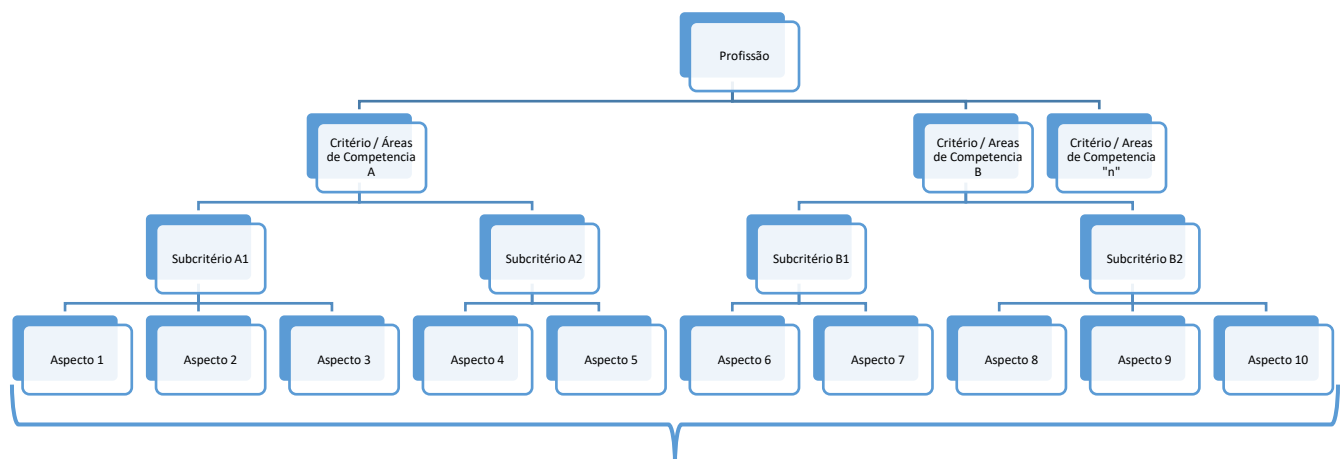 Profissão
Critério / Áreas
de Competencia
A
Critério / Areas
de Competencia
B
Critério / Areas
de Competencia
"n"
Subcritério A1
Subcritério A2
Subcritério B1
Subcritério B2
Aspecto 1
Aspecto 2
Aspecto 3
Aspecto 4
Aspecto 5
Aspecto 6
Aspecto 7
Aspecto 8
Aspecto 9
Aspecto 10